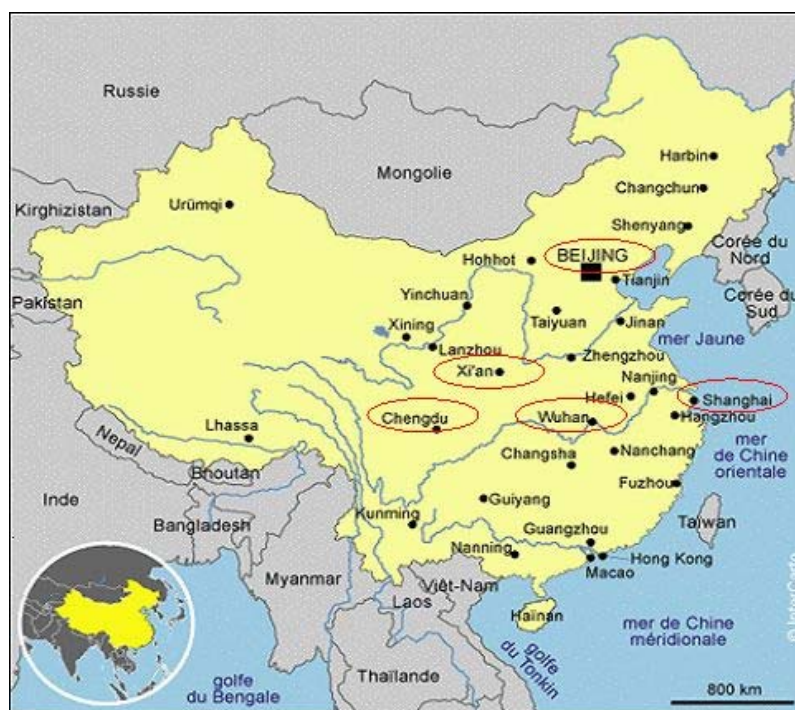 Russie
Mongolie
Harbin
Changchun
Kirghizistan
Urümqi
Shenyang
Hohhot
BEIJING
Corée du
Nord
Tianjin
Pakistan
Yinchuan
Corée du
Sud
Taiyuan
Jinan
Xining
mer Jaune
Lanzhou
Zhengzhou
Xi'an
Nanjing
Hefei
Shanghai
Chengdu
Wuhan
Hangzhou
Lhassa
mer
de Chine
orientale
Nepal
Changsha
Nanchang
Bhoutan
Fuzhou
Inde
Guiyang
Kunming
Bangladesh
Guangzhou
Taïwan
Nanning
Hong Kong
Macao
Myanmar
Viêt-Nam
Laos
Haïnan
mer de Chine
méridionale
golfe
du Tonkin
Thaïlande
golfe
du Bengale
800 km
© InterCarto